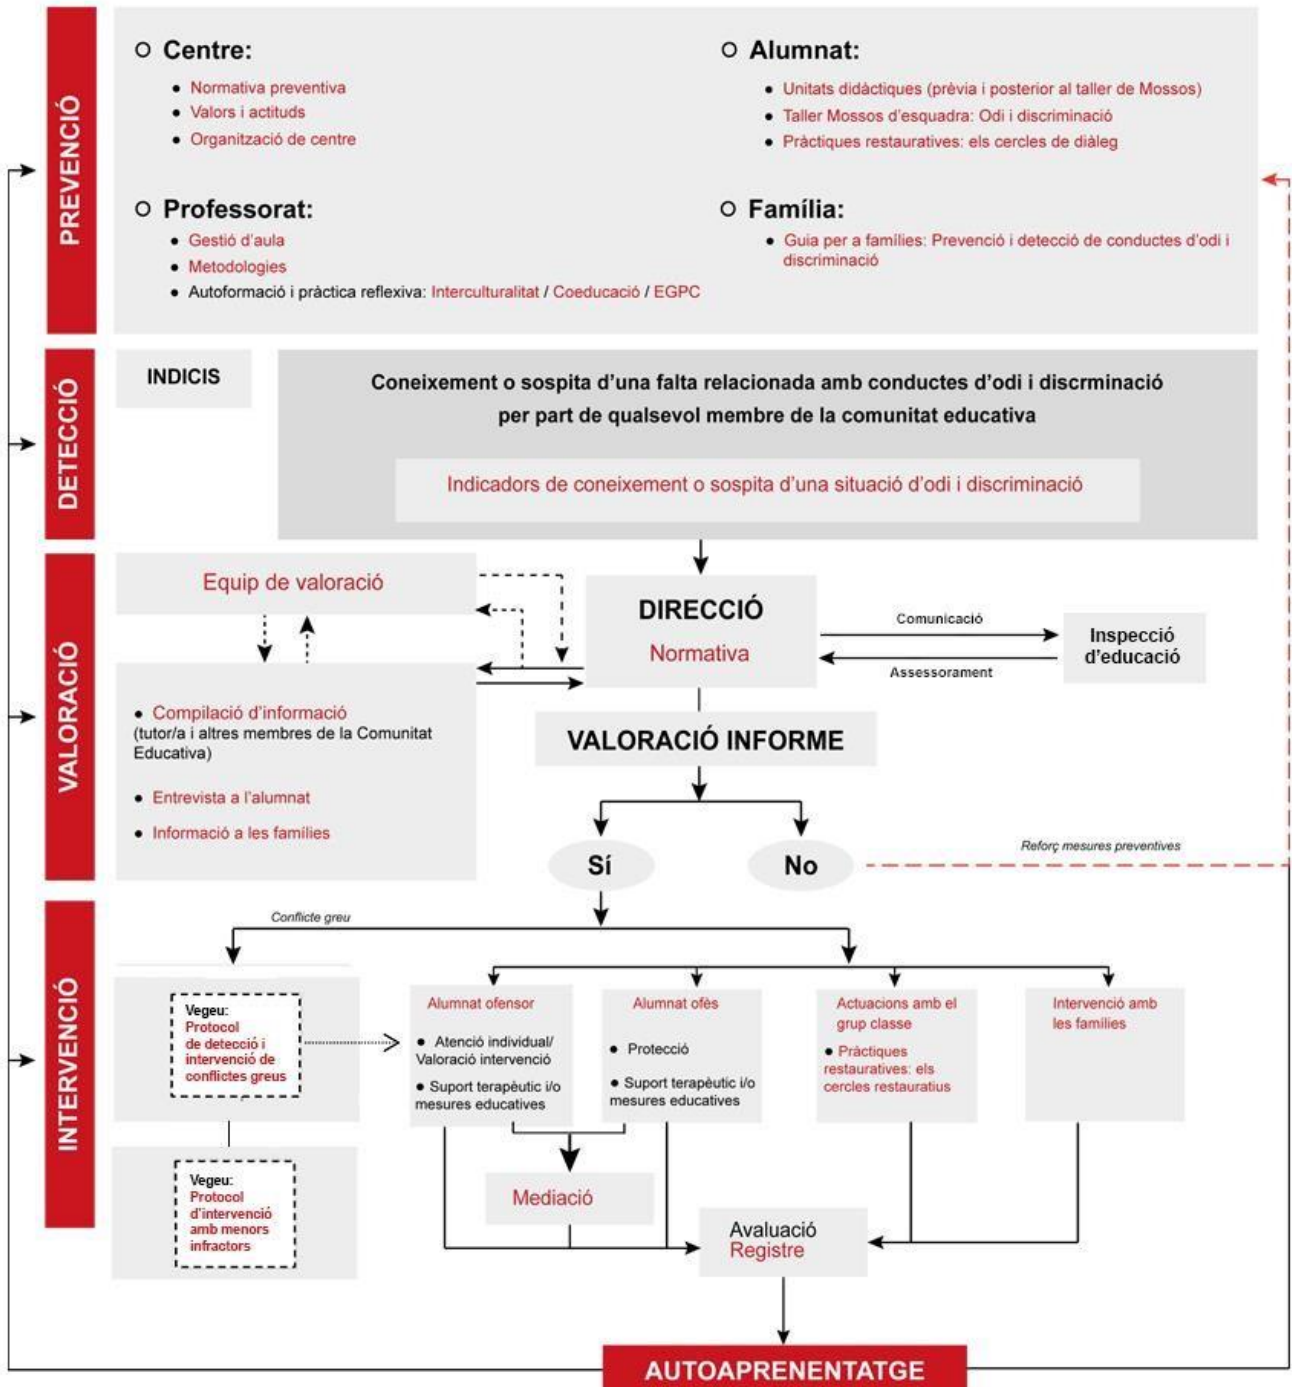 PREVENCIÓ
Centre:
Normativa preventiva
Valors i actituds
Organització de centre
Alumnat:
Unitats didàctiques (prèvia i posterior al taller de Mossos)
Taller Mossos d'esquadra: Odi i discriminació
Pràctiques restauratives: els cercles de diàleg
Professorat:
Gestió d'aula
Metodologies
Autoformació i pràctica reflexiva: Interculturalitat / Coeducació / EGPC
Família:
Guia per a famílies: Prevenció i detecció de conductes d'odi i
discriminació
DETECCIÓ
INDICIS
Coneixement o sospita d'una falta relacionada amb conductes d'odi i discrminació
per part de qualsevol membre de la comunitat educativa
Indicadors de coneixement o sospita d'una situació d'odi i discriminació
VALORACIÓ
Equip de valoració
DIRECCIÓ
Normativa
Comunicació
Assessorament
Inspecció
d'educació
Compilació d'informació
(tutor/a i altres membres de la Comunitat
Educativa)
Entrevista a l'alumnat
Informació a les famílies
VALORACIÓ INFORME
Sí
No
Reforç mesures preventives
INTERVENCIÓ
Conflicte greu
Vegeu:
Protocol
de detecció i
intervenció de
conflictes greus
Vegeu:
Protocol
d'intervenció
amb menors
infractors
Alumnat ofensor
Atenció individual/
Valoració intervenció
Suport terapèutic i/o
mesures educatives
Alumnat ofès
Protecció
Suport terapèutic i/o
mesures educatives
Actuacions amb el
grup classe
Pràctiques
restauratives: els
cercles restauratius
Intervenció amb
les famílies
Mediació
Avaluació
Registre
AUTOAPRENENTATGE